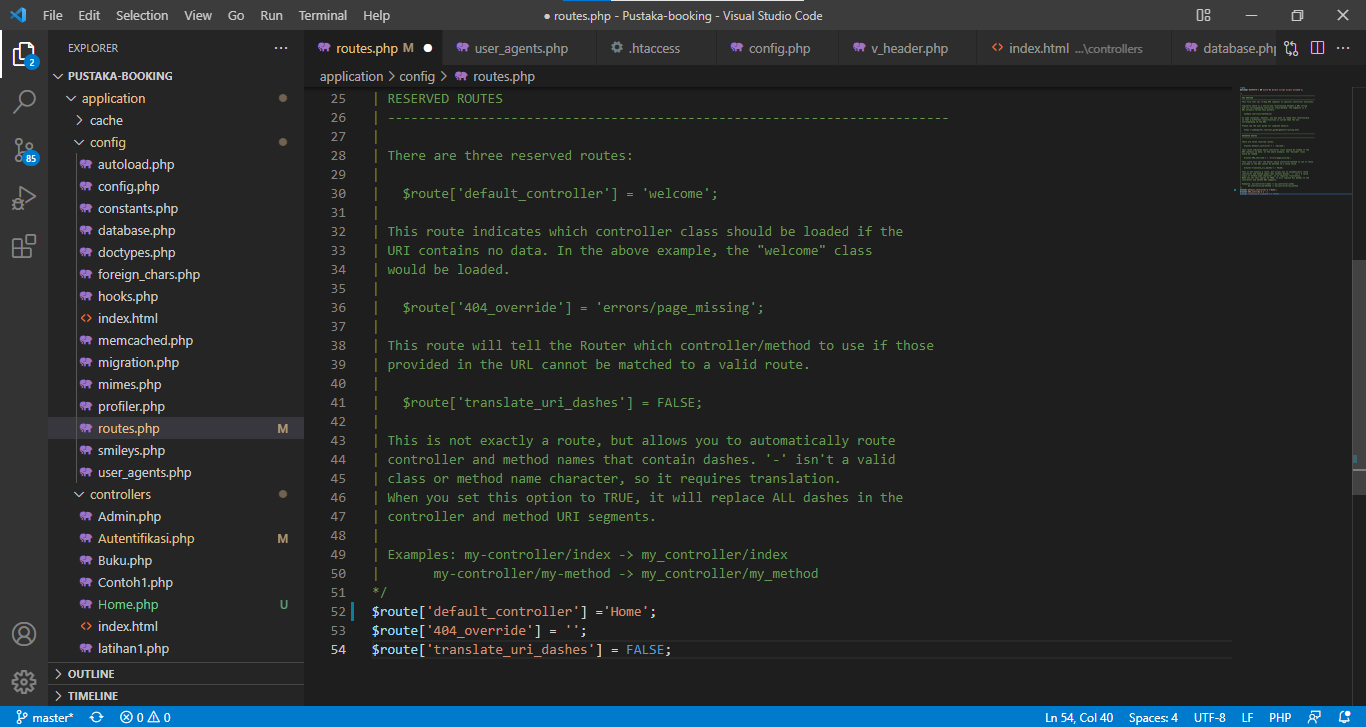 File Edit Selection View Go Run Terminal Help
● routes.php - Pustaka-booking - Visual Studio Code
EXPLORER
routes.php M
user_agents.php
.htaccess
config.php
v_header.php
index.html ...\controllers
database.php
PUSTAKA-BOOKING
application
cache
config
autoload.php
config.php
constants.php
database.php
doctypes.php
foreign_chars.php
hooks.php
index.html
memcached.php
migration.php
mimes.php
profiler.php
routes.php M
smileys.php
user_agents.php
controllers
Admin.php
Autentifikasi.php M
Buku.php
Contoh1.php
Home.php U
index.html
latihan1.php
OUTLINE
TIMELINE
2
85
application > config > routes.php
25 | RESERVED ROUTES
26 | -------------------------------------------------------------------------
27 |
28 | There are three reserved routes:
29 |
30 |   $route['default_controller'] = 'welcome';
31 |
32 | This route indicates which controller class should be loaded if the
33 | URI contains no data. In the above example, the "welcome" class
34 | would be loaded.
35 |
36 |   $route['404_override'] = 'errors/page_missing';
37 |
38 | This route will tell the Router which controller/method to use if those
39 | provided in the URL cannot be matched to a valid route.
40 |
41 |   $route['translate_uri_dashes'] = FALSE;
42 |
43 | This is not exactly a route, but allows you to automatically route
44 | controller and method names that contain dashes. '-' isn't a valid
45 | class or method name character, so it requires translation.
46 | When you set this option to TRUE, it will replace ALL dashes in the
47 | controller and method URI segments.
48 |
49 | Examples: my-controller/index -> my_controller/index
50 |       my-controller/my-method -> my_controller/my_method
51 */
52 $route['default_controller'] ='Home';
53 $route['404_override'] = '';
54 $route['translate_uri_dashes'] = FALSE;
master* 0 0
Ln 54, Col 40 Spaces: 4 UTF-8 LF PHP